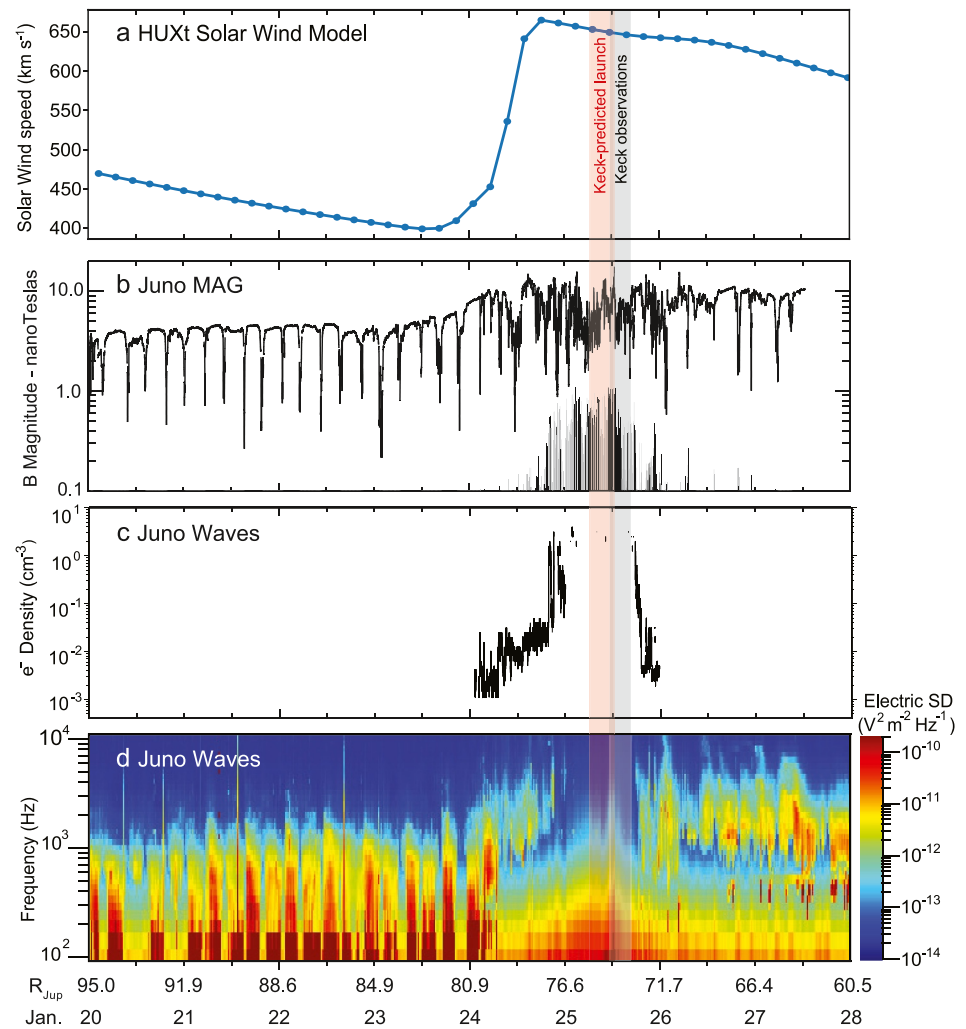 a HUXt Solar Wind Model
Solar Wind speed (km s⁻¹)
650
600
550
500
450
400
Keck-predicted launch
Keck observations
b Juno MAG
B Magnitude - nanoTeslas
10.0
1.0
0.1
c Juno Waves
e⁻ Density (cm⁻³)
10¹
10⁰
10⁻¹
10⁻²
10⁻³
d Juno Waves
Frequency (Hz)
10⁴
10³
10²
Electric SD
(V² m⁻² Hz⁻¹)
10⁻¹⁰
10⁻¹¹
10⁻¹²
10⁻¹³
10⁻¹⁴
R_Jup 95.0 91.9 88.6 84.9 80.9 76.6 71.7 66.4 60.5
Jan. 20 21 22 23 24 25 26 27 28